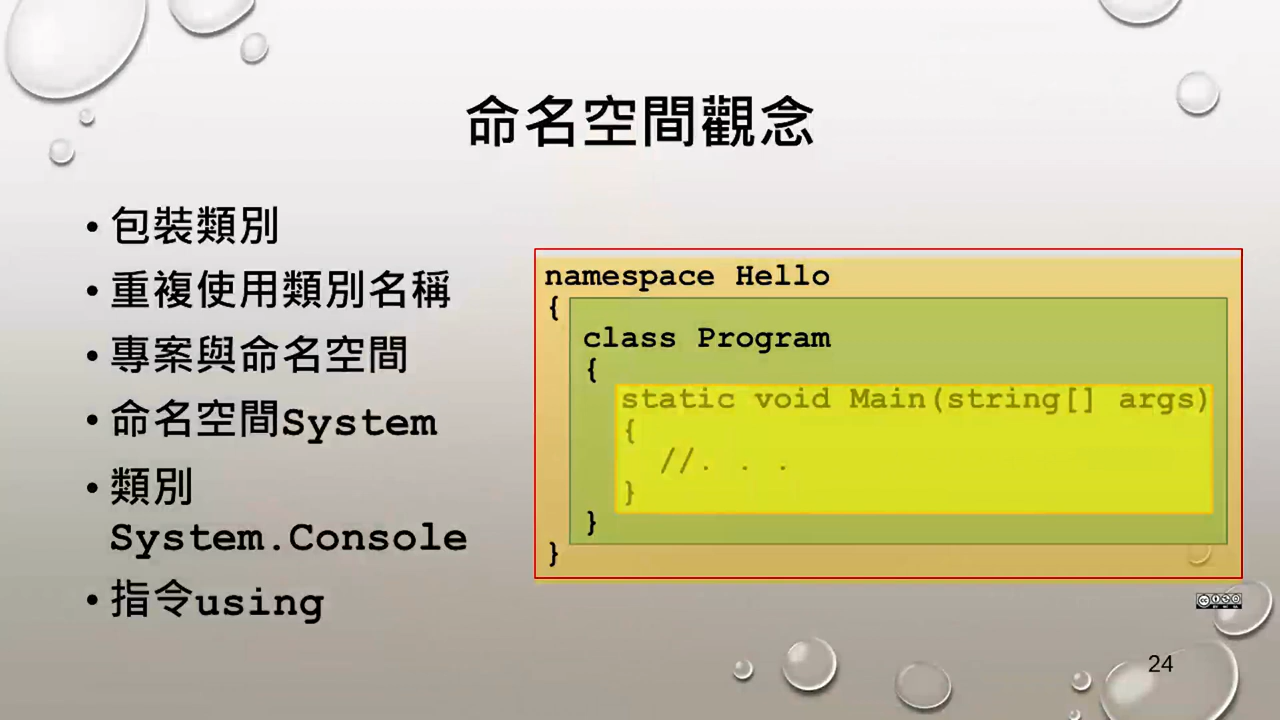 命名空間觀念
• 包裝類別
• 重複使用類別名稱
• 專案與命名空間
• 命名空間System
• 類別
System.Console
• 指令using
namespace Hello
{
class Program
{
static void Main(string[] args)
{
//. . .
}
}
}
24